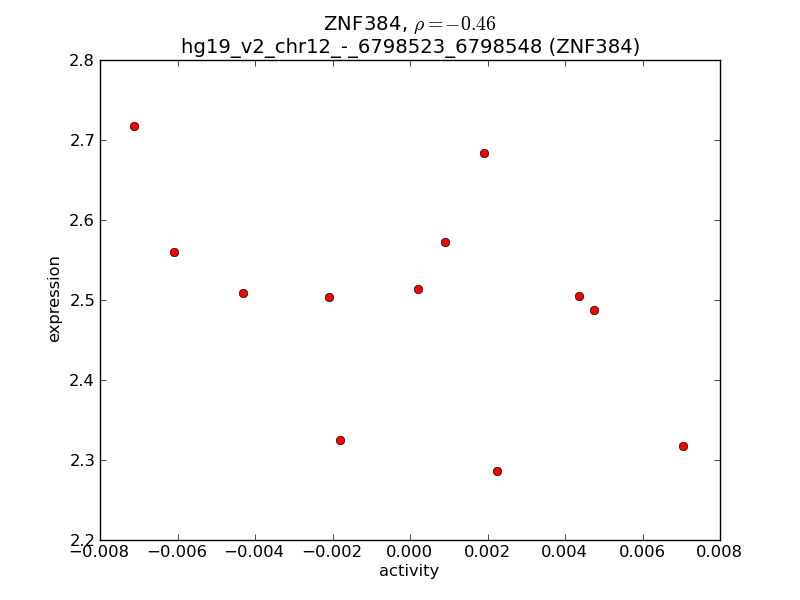 ZNF384, ρ=−0.46
hg19_v2_chr12_-_6798523_6798548 (ZNF384)
2.8
2.7
2.6
2.5
2.4
2.3
2.2
expression
−0.008 −0.006 −0.004 −0.002 0.000 0.002 0.004 0.006 0.008
activity